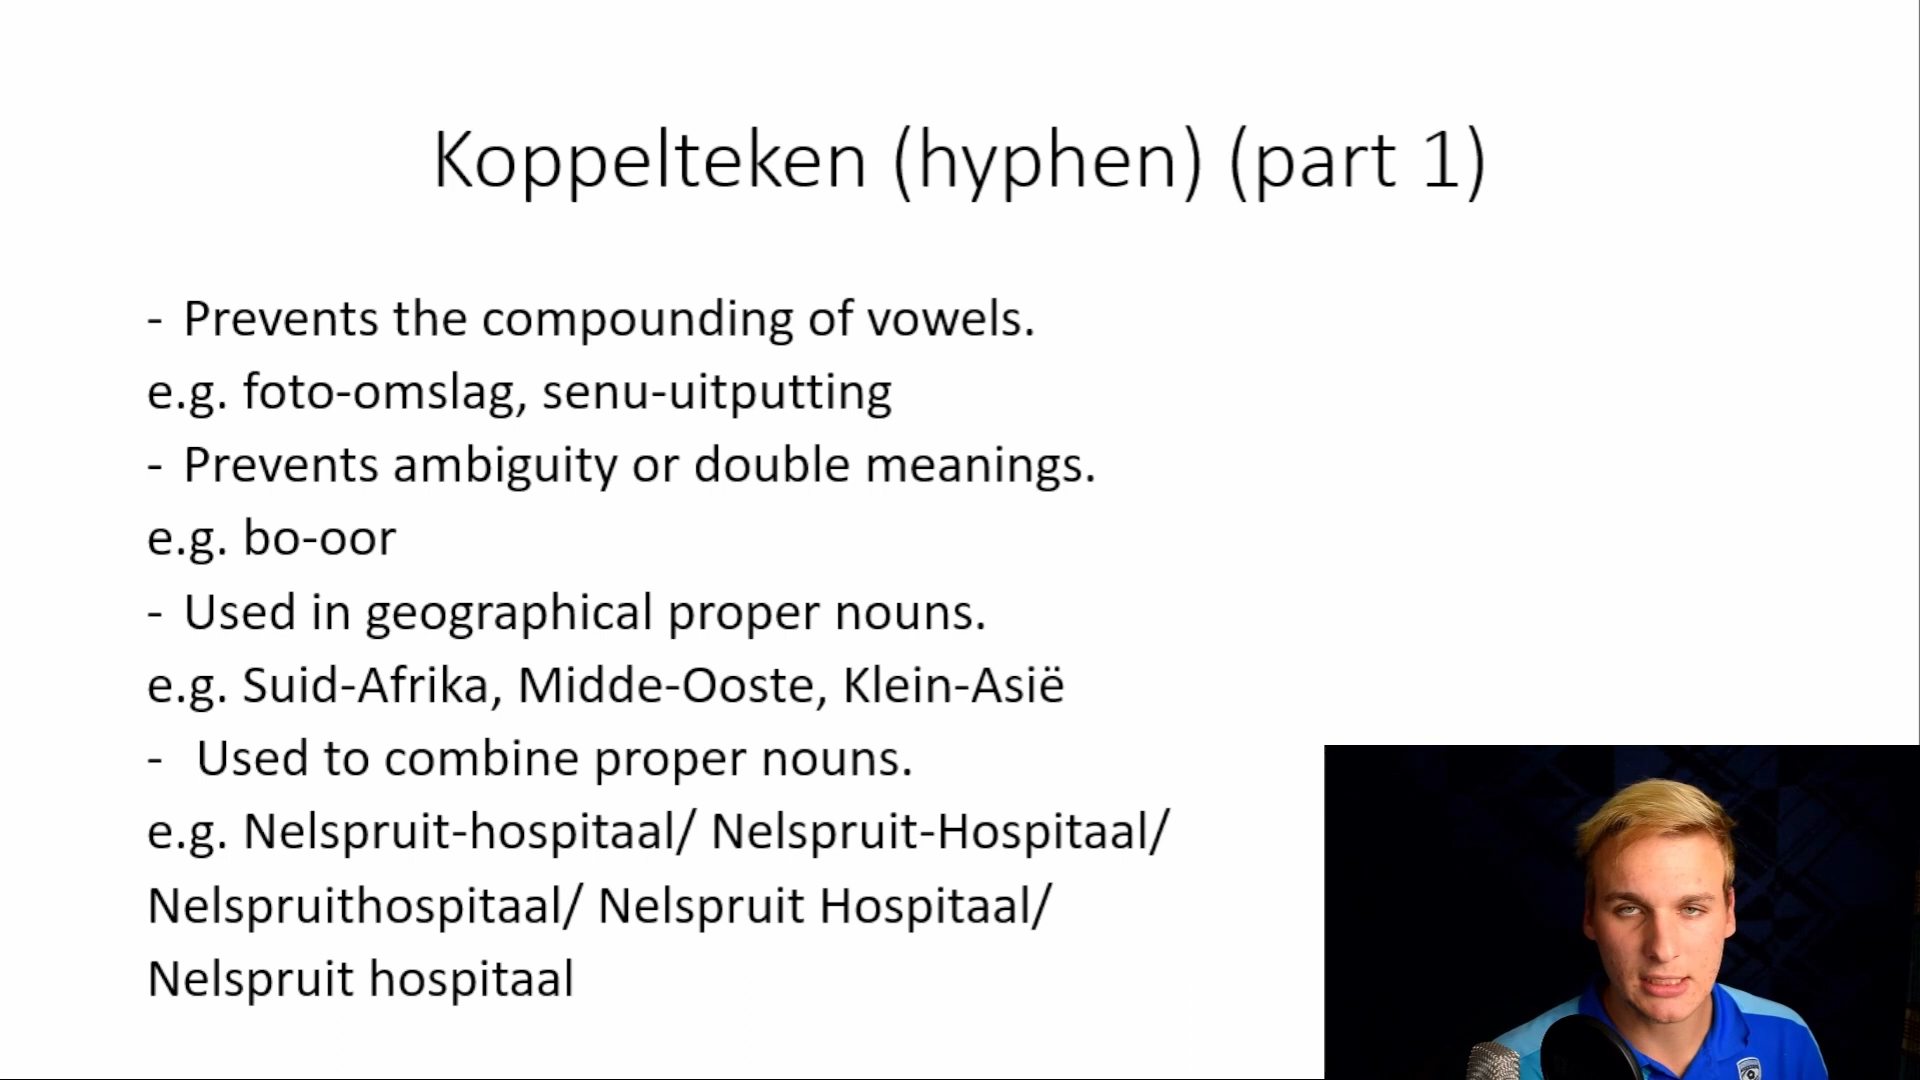 Koppelteken (hyphen) (part 1)
- Prevents the compounding of vowels.
e.g. foto-omslag, senu-uitputting
- Prevents ambiguity or double meanings.
e.g. bo-oor
- Used in geographical proper nouns.
e.g. Suid-Afrika, Midde-Ooste, Klein-Asië
- Used to combine proper nouns.
e.g. Nelspruit-hospitaal/ Nelspruit-Hospitaal/
Nelspruithospitaal/ Nelspruit Hospitaal/
Nelspruit hospitaal